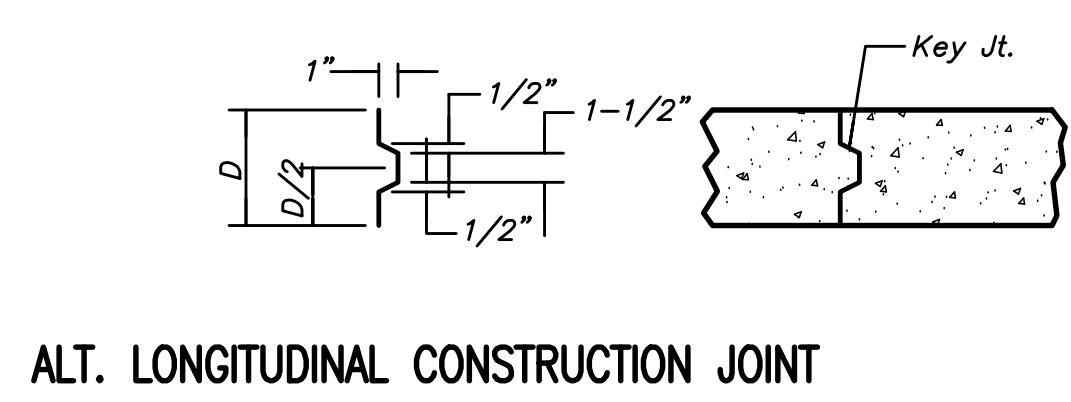 Key Jt.
1”
1/2”
1-1/2”
D
D/2
1/2”
ALT. LONGITUDINAL CONSTRUCTION JOINT